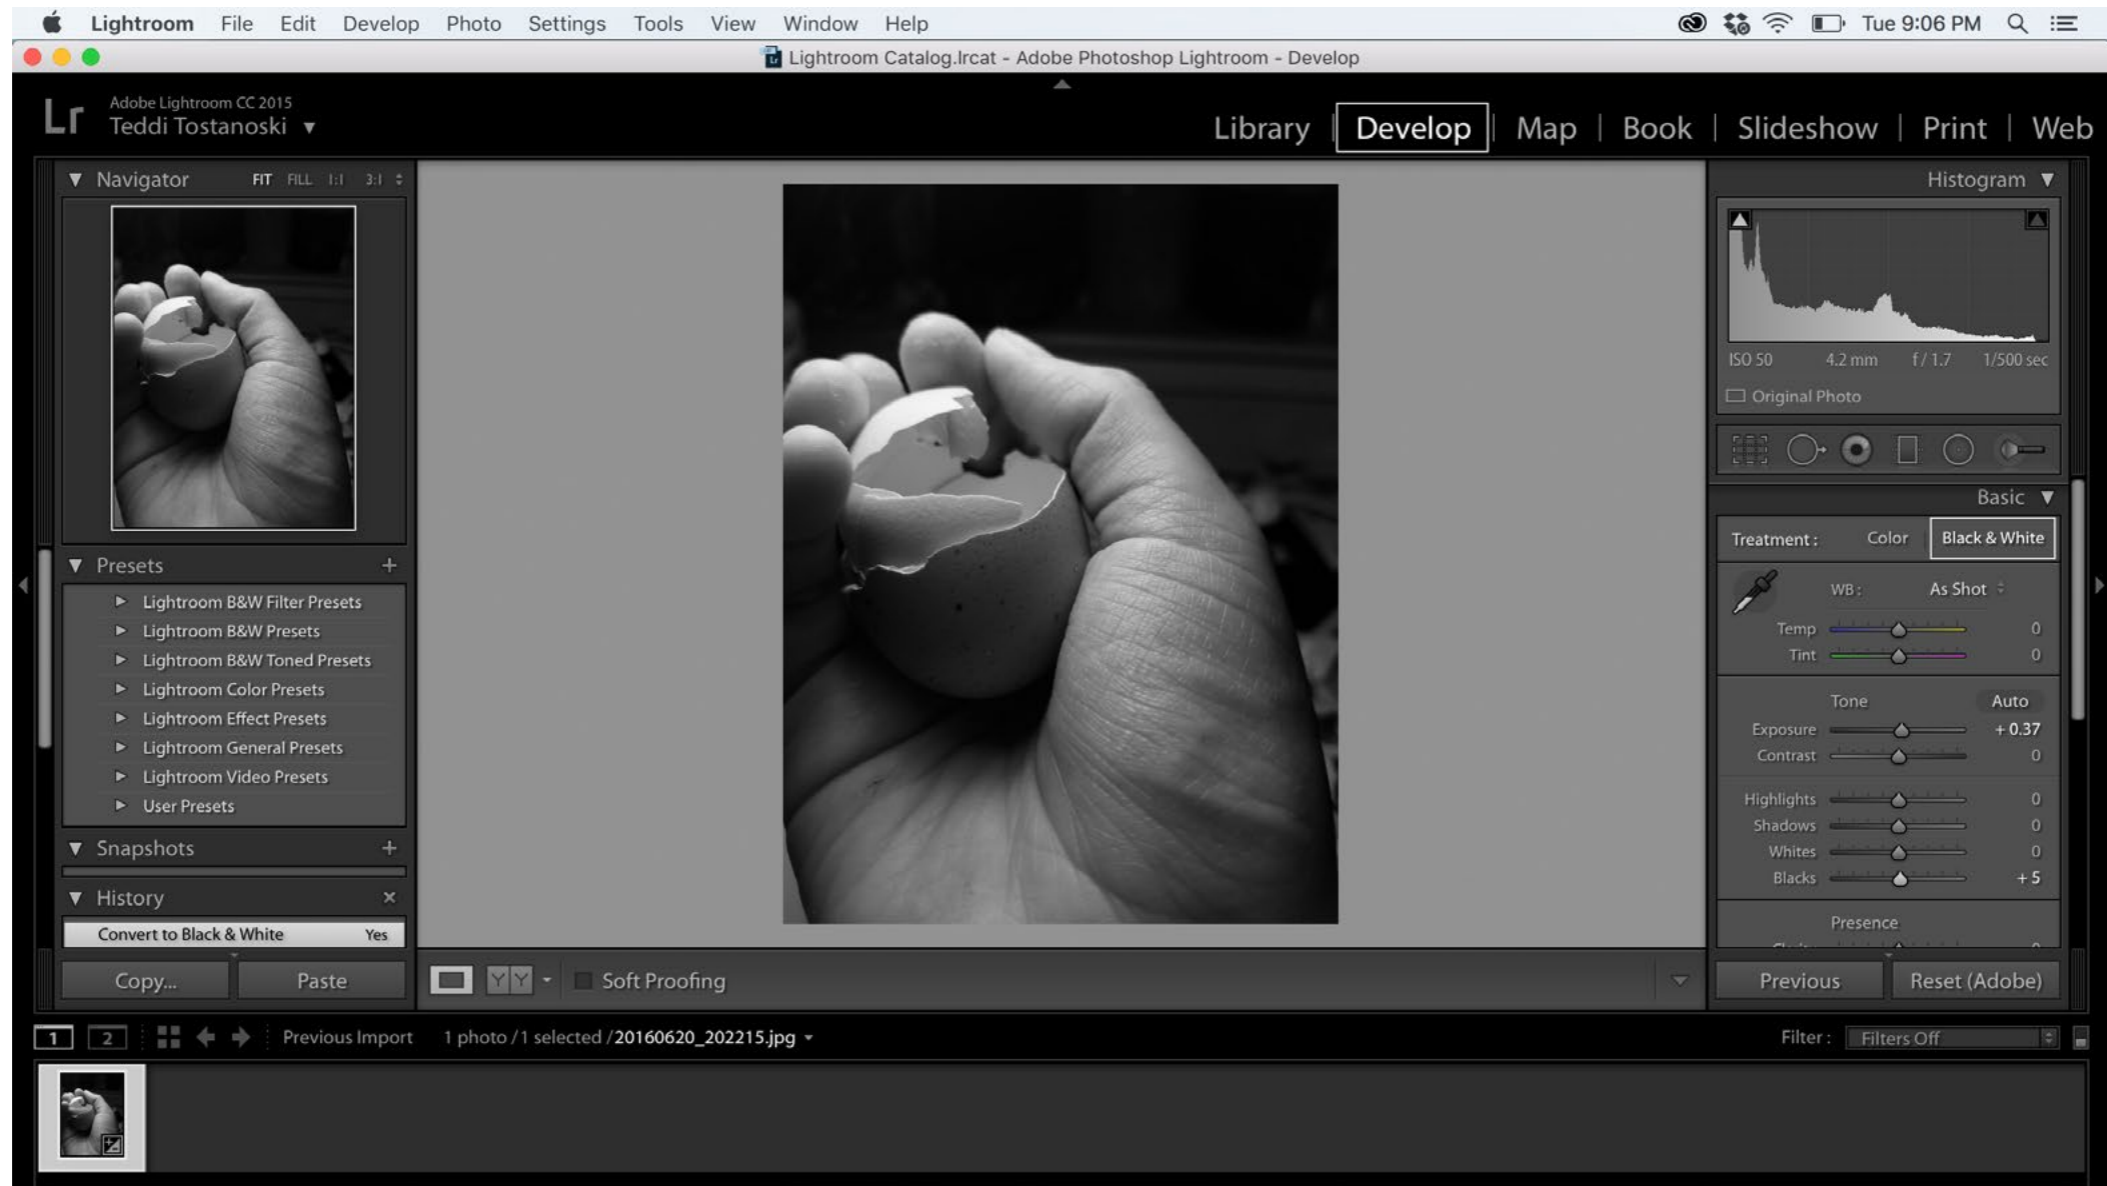 Lightroom File Edit Develop Photo Settings Tools View Window Help Tue 9:06 PM
Lightroom Catalog.lrcat - Adobe Photoshop Lightroom - Develop
Lr
Adobe Lightroom CC 2015
Teddi Tostanoski
Library | Develop | Map | Book | Slideshow | Print | Web
Navigator FIT FILL 1:1 3:1
Presets +
Lightroom B&W Filter Presets
Lightroom B&W Presets
Lightroom B&W Toned Presets
Lightroom Color Presets
Lightroom Effect Presets
Lightroom General Presets
Lightroom Video Presets
User Presets
Snapshots +
History ×
Convert to Black & White Yes
Copy... Paste
Y Y Soft Proofing
Histogram
ISO 50 4.2 mm f / 1.7 1/500 sec
Original Photo
Basic
Treatment : Color Black & White
WB : As Shot
Temp 0
Tint 0
Tone Auto
Exposure + 0.37
Contrast 0
Highlights 0
Shadows 0
Whites 0
Blacks + 5
Presence
Clarity 0
Previous Reset (Adobe)
1 2 Previous Import 1 photo / 1 selected / 20160620_202215.jpg Filter : Filters Off